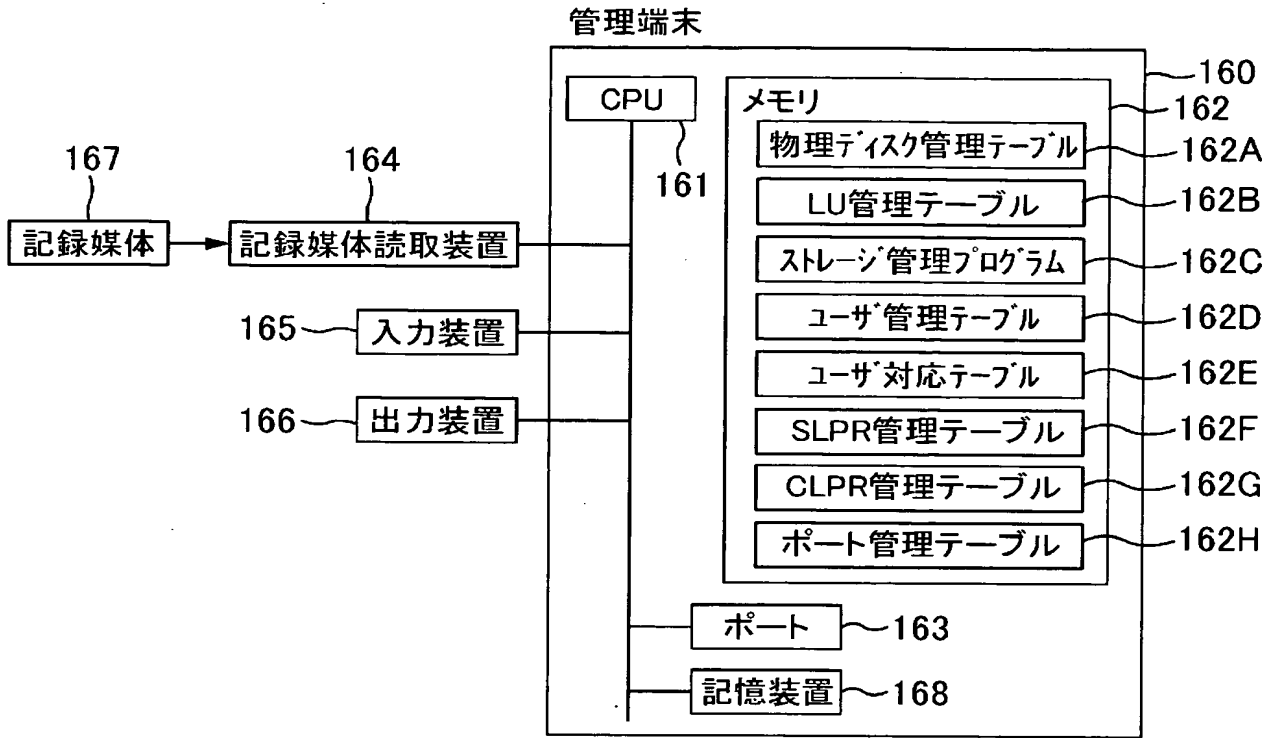 管理端末
160
CPU
161
メモリ
162
物理ディスク管理テーブル
162A
LU管理テーブル
162B
ストレージ管理プログラム
162C
ユーザ管理テーブル
162D
ユーザ対応テーブル
162E
SLPR管理テーブル
162F
CLPR管理テーブル
162G
ポート管理テーブル
162H
167
164
記録媒体
記録媒体読取装置
165
入力装置
166
出力装置
ポート
163
記憶装置
168